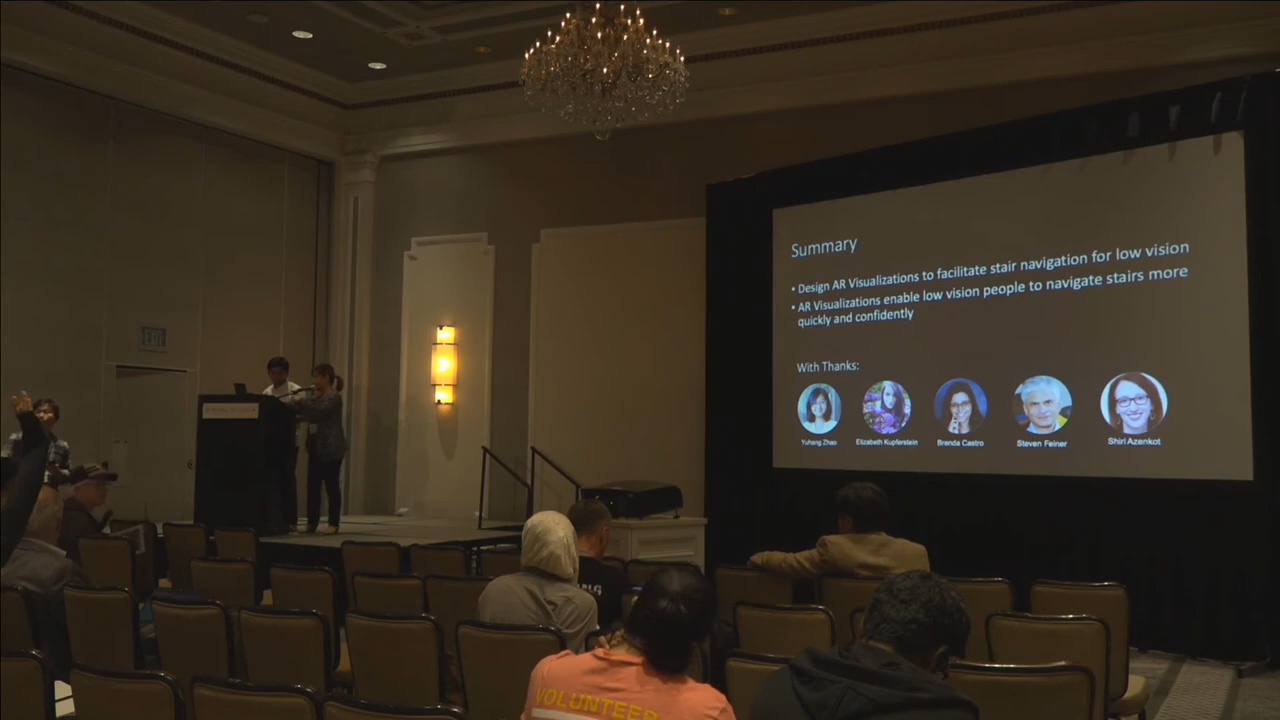 EXIT
Summary
• Design AR Visualizations to facilitate stair navigation for low vision
• AR Visualizations enable low vision people to navigate stairs more
quickly and confidently
With Thanks:
Yuhang Zhao
Elizabeth Kupferstein
Brenda Castro
Steven Feiner
Shiri Azenkot
VOLUNTEER